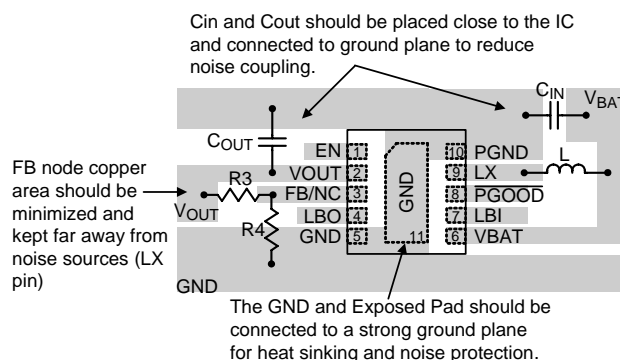 Cin and Cout should be placed close to the IC
and connected to ground plane to reduce
noise coupling.
CIN
VBAT
COUT
L
EN 1
10 PGND
VOUT 2
9 LX
FB/NC 3
8 PGOOD
LBO 4
7 LBI
GND 5
6 VBAT
GND
11
FB node copper
area should be
minimized and
kept far away from
noise sources (LX
pin)
R3
VOUT
R4
GND
The GND and Exposed Pad should be
connected to a strong ground plane
for heat sinking and noise protection.